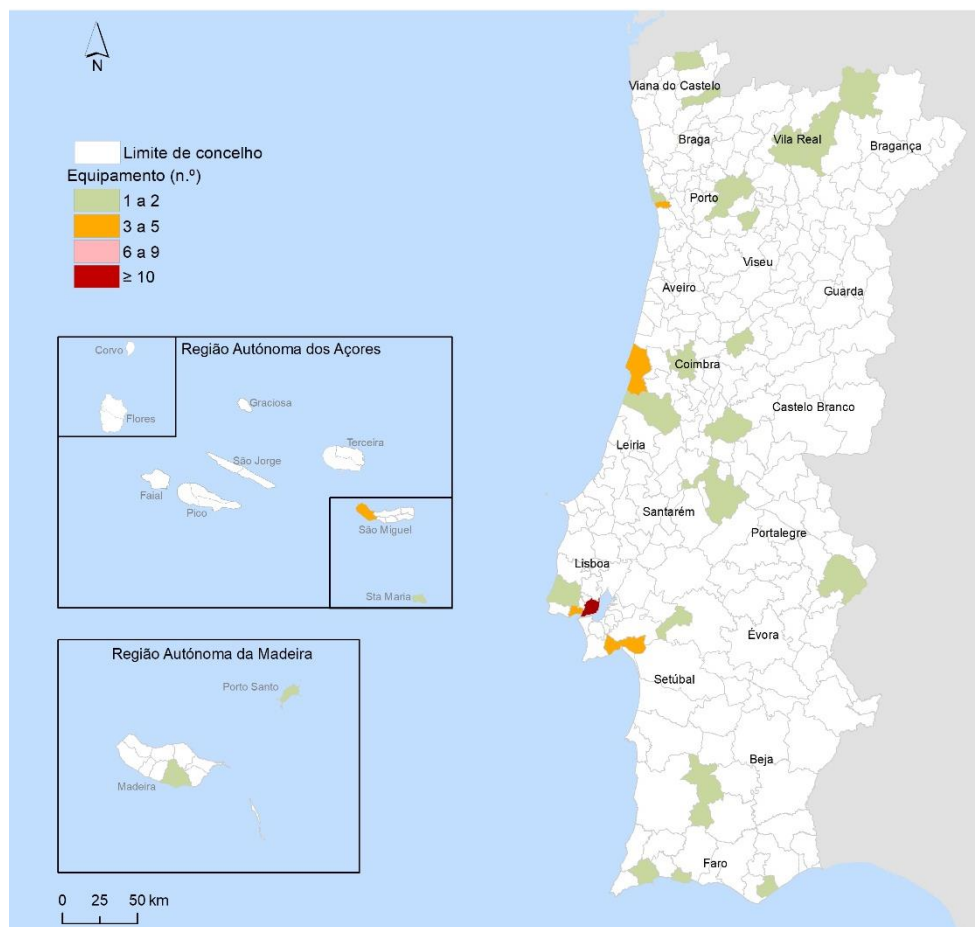 N
Limite de concelho
Equipamento (n.º)
1 a 2
3 a 5
6 a 9
≥ 10
Região Autónoma dos Açores
Corvo
Flores
Graciosa
Terceira
São Jorge
Faial
Pico
São Miguel
Sta Maria
Região Autónoma da Madeira
Porto Santo
Madeira
0 25 50 km
Viana do Castelo
Braga
Vila Real
Bragança
Porto
Viseu
Aveiro
Guarda
Coimbra
Castelo Branco
Leiria
Santarém
Portalegre
Lisboa
Évora
Setúbal
Beja
Faro